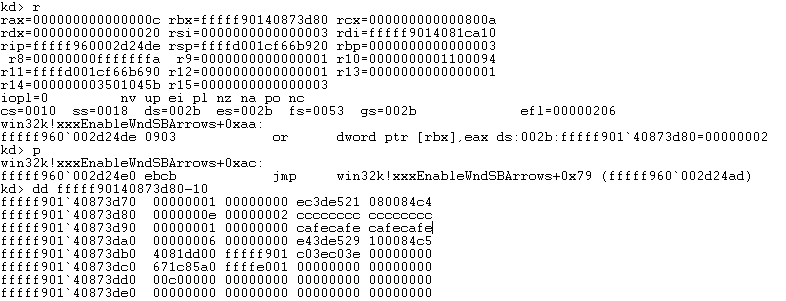 kd> r
rax=000000000000000c rbx=fffff90140873d80 rcx=000000000000800a
rdx=0000000000000020 rsi=0000000000000003 rdi=fffff9014081ca10
rip=fffff960002d24de rsp=ffffd001cf66b920 rbp=0000000000000003
r8=00000000fffffffa r9=0000000000000001 r10=0000000001100094
r11=ffffd001cf66b690 r12=0000000000000001 r13=0000000000000001
r14=000000003501045b r15=0000000000000003
iopl=0 nv up ei pl nz na po nc
cs=0010 ss=0018 ds=002b es=002b fs=0053 gs=002b efl=00000206
win32k!xxxEnableWndSBArrows+0xaa:
fffff960`002d24de 0903 or dword ptr [rbx],eax ds:002b:fffff901`40873d80=00000002
kd> p
win32k!xxxEnableWndSBArrows+0xac:
fffff960`002d24e0 ebcb jmp win32k!xxxEnableWndSBArrows+0x79 (fffff960`002d24ad)
kd> dd fffff90140873d80-10
fffff901`40873d70 00000001 00000000 ec3de521 080084c4
fffff901`40873d80 0000000e 00000002 cccccccc cccccccc
fffff901`40873d90 00000001 00000000 cafecafe cafecafe
fffff901`40873da0 00000006 00000000 e43de529 100084c5
fffff901`40873db0 4081dd00 fffff901 c03ec03e 00000000
fffff901`40873dc0 671c85a0 ffffe001 00000000 00000000
fffff901`40873dd0 00c00000 00000000 00000000 00000000
fffff901`40873de0 00000000 00000000 00000000 00000000